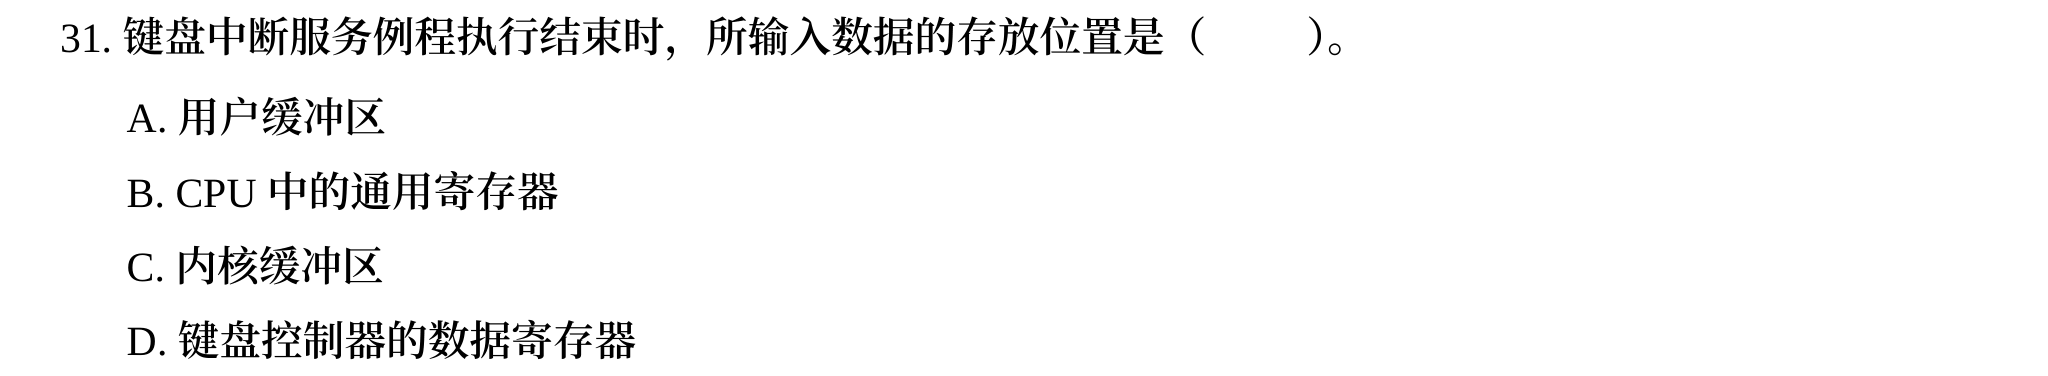 31. 键盘中断服务例程执行结束时，所输入数据的存放位置是（　　）。
A. 用户缓冲区
B. CPU 中的通用寄存器
C. 内核缓冲区
D. 键盘控制器的数据寄存器